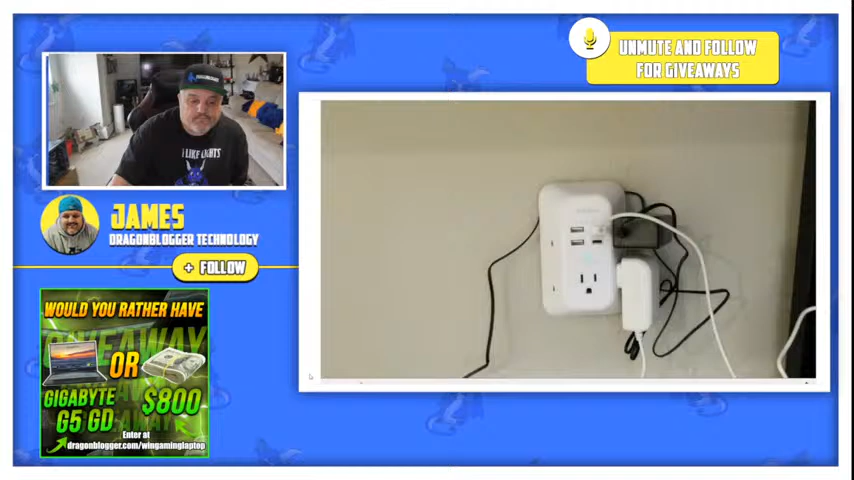 UNMUTE AND FOLLOW
FOR GIVEAWAYS
I LIKE
JAMES
DRAGONBLOGGER TECHNOLOGY
+ FOLLOW
WOULD YOU RATHER HAVE
GIVEAWAY
OR
GIGABYTE
G5 GD
$800
Enter at
dragonblogger.com/wingaminglaptop